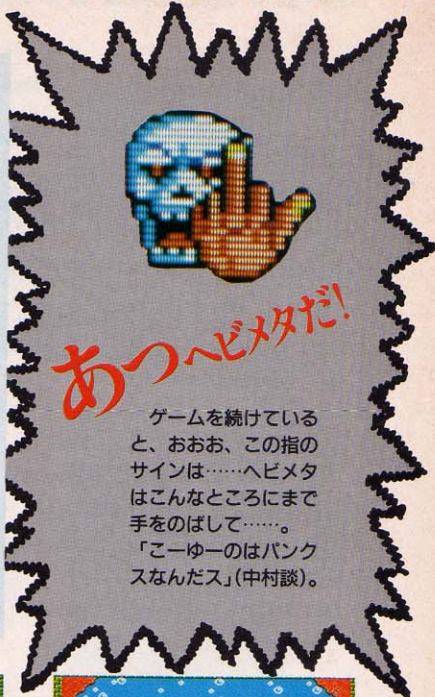 あつヘビメタだ!
ゲームを続けている
と、おおお、この指の
サインは……ヘビメタ
はこんなところにまで
手をのばして……。
「こーゆーのはパンク
スなんだス」(中村談)。